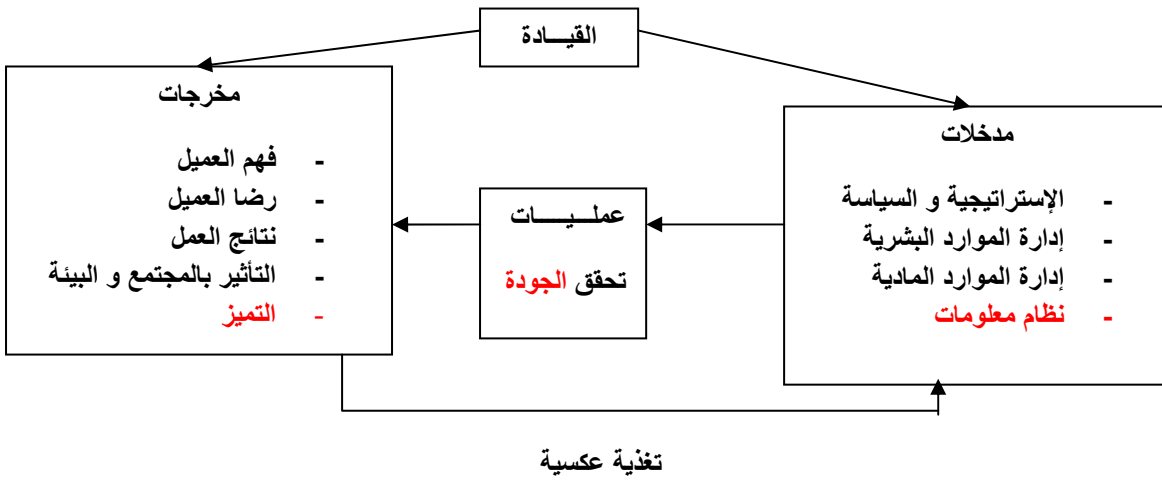 القيـــادة
مدخلات
- الإستراتيجية و السياسة
- إدارة الموارد البشرية
- إدارة الموارد المادية
- نظام معلومات
عملــيـــــات
تحقق الجودة
مخرجات
- فهم العميل
- رضا العميل
- نتائج العمل
- التأثير بالمجتمع و البيئة
- التميز
تغذية عكسية